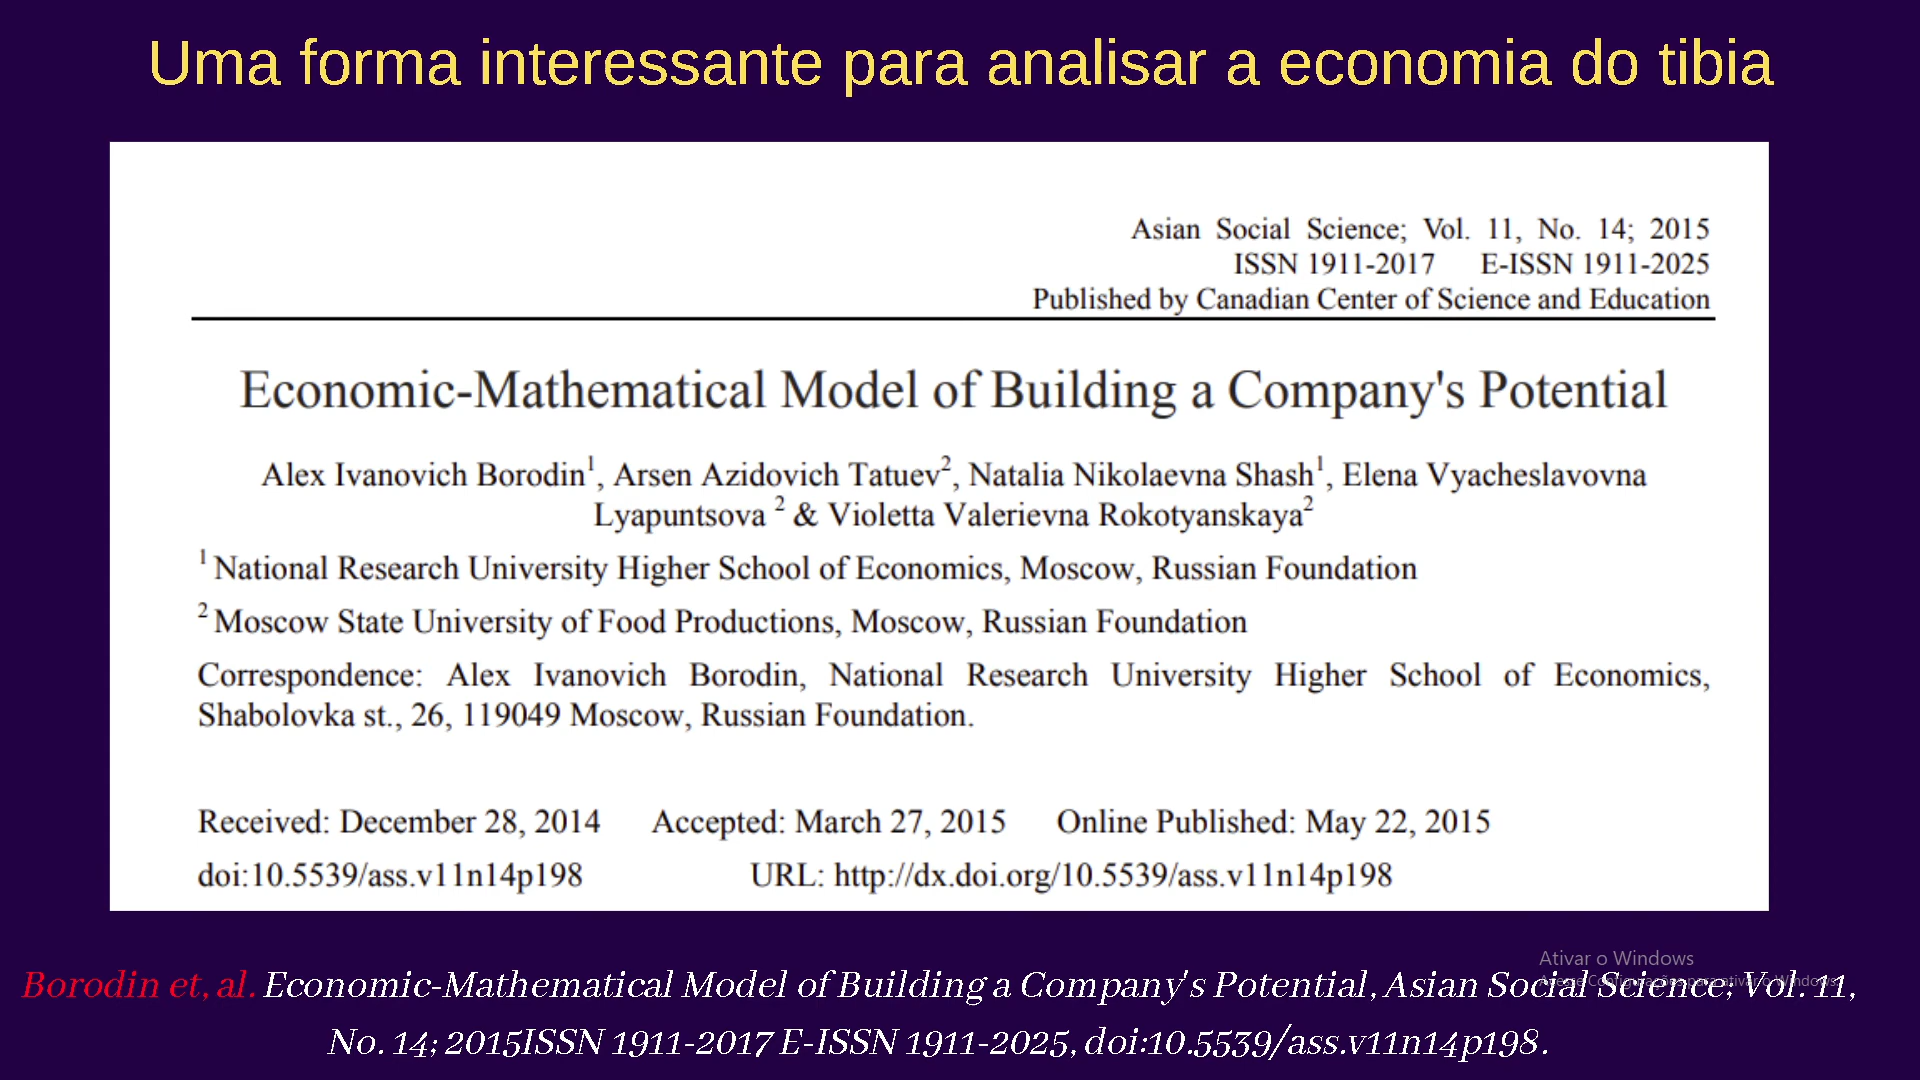 Uma forma interessante para analisar a economia do tibia
Asian Social Science; Vol. 11, No. 14; 2015
ISSN 1911-2017 E-ISSN 1911-2025
Published by Canadian Center of Science and Education
Economic-Mathematical Model of Building a Company's Potential
Alex Ivanovich Borodin1, Arsen Azidovich Tatuev2, Natalia Nikolaevna Shash1, Elena Vyacheslavovna
Lyapuntsova 2 & Violetta Valerievna Rokotyanskaya2
1 National Research University Higher School of Economics, Moscow, Russian Foundation
2 Moscow State University of Food Productions, Moscow, Russian Foundation
Correspondence: Alex Ivanovich Borodin, National Research University Higher School of Economics,
Shabolovka st., 26, 119049 Moscow, Russian Foundation.
Received: December 28, 2014 Accepted: March 27, 2015 Online Published: May 22, 2015
doi:10.5539/ass.v11n14p198 URL: http://dx.doi.org/10.5539/ass.v11n14p198
Ativar o Windows
Acesse Configurações para ativar o Windows.
Borodin et, al. Economic-Mathematical Model of Building a Company's Potential, Asian Social Science; Vol. 11,
No. 14; 2015ISSN 1911-2017 E-ISSN 1911-2025, doi:10.5539/ass.v11n14p198.